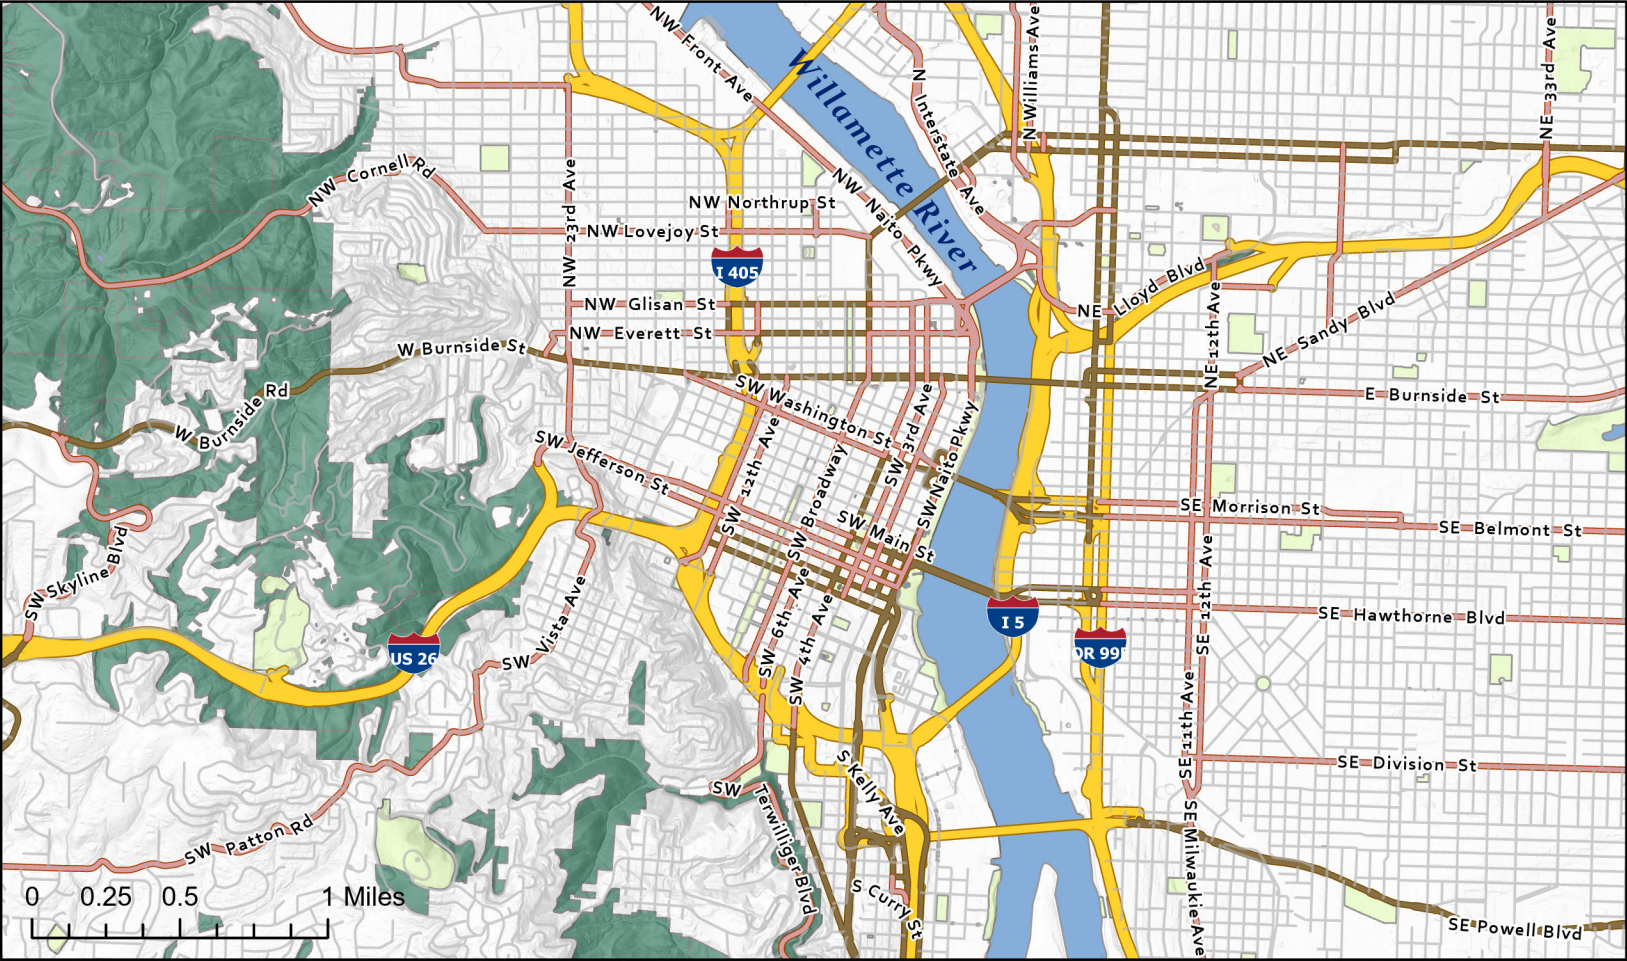 NW Front Ave
Willamette River
N Interstate Ave
N Williams Ave
NE 33rd Ave
NW Cornell Rd
NW 23rd Ave
NW Northrup St
NW Lovejoy St
NW Naito Pkwy
I 405
NW Glisan St
NW Everett St
NE Lloyd Blvd
NE 12th Ave
NE Sandy Blvd
W Burnside St
W Burnside Rd
E Burnside St
SW Washington St
SW 3rd Ave
SW Naito Pkwy
SW Jefferson St
SW 12th Ave
SW Broadway
SW Main St
SE Morrison St
SE Belmont St
SW Skyline Blvd
SW Vista Ave
SW 6th Ave
SW 4th Ave
SE 12th Ave
SE Hawthorne Blvd
I 5
OR 99E
US 26
SE 11th Ave
SE Division St
S Kelly Ave
SW Terwilliger Blvd
SW Patton Rd
SE Milwaukie Ave
S Curry St
SE Powell Blvd
0 0.25 0.5 1 Miles